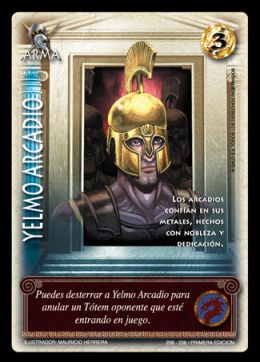 3
ARMA
YELMO ARCADIO
LOS ARCADIOS
CONFÍAN EN SUS
METALES, HECHOS
CON NOBLEZA Y
DEDICACIÓN.
Puedes desterrar a Yelmo Arcadio para
anular un Tótem oponente que esté
entrando en juego.
ILUSTRADOR: MAURICIO HERRERA
208 - 236 / PRIMERA EDICION